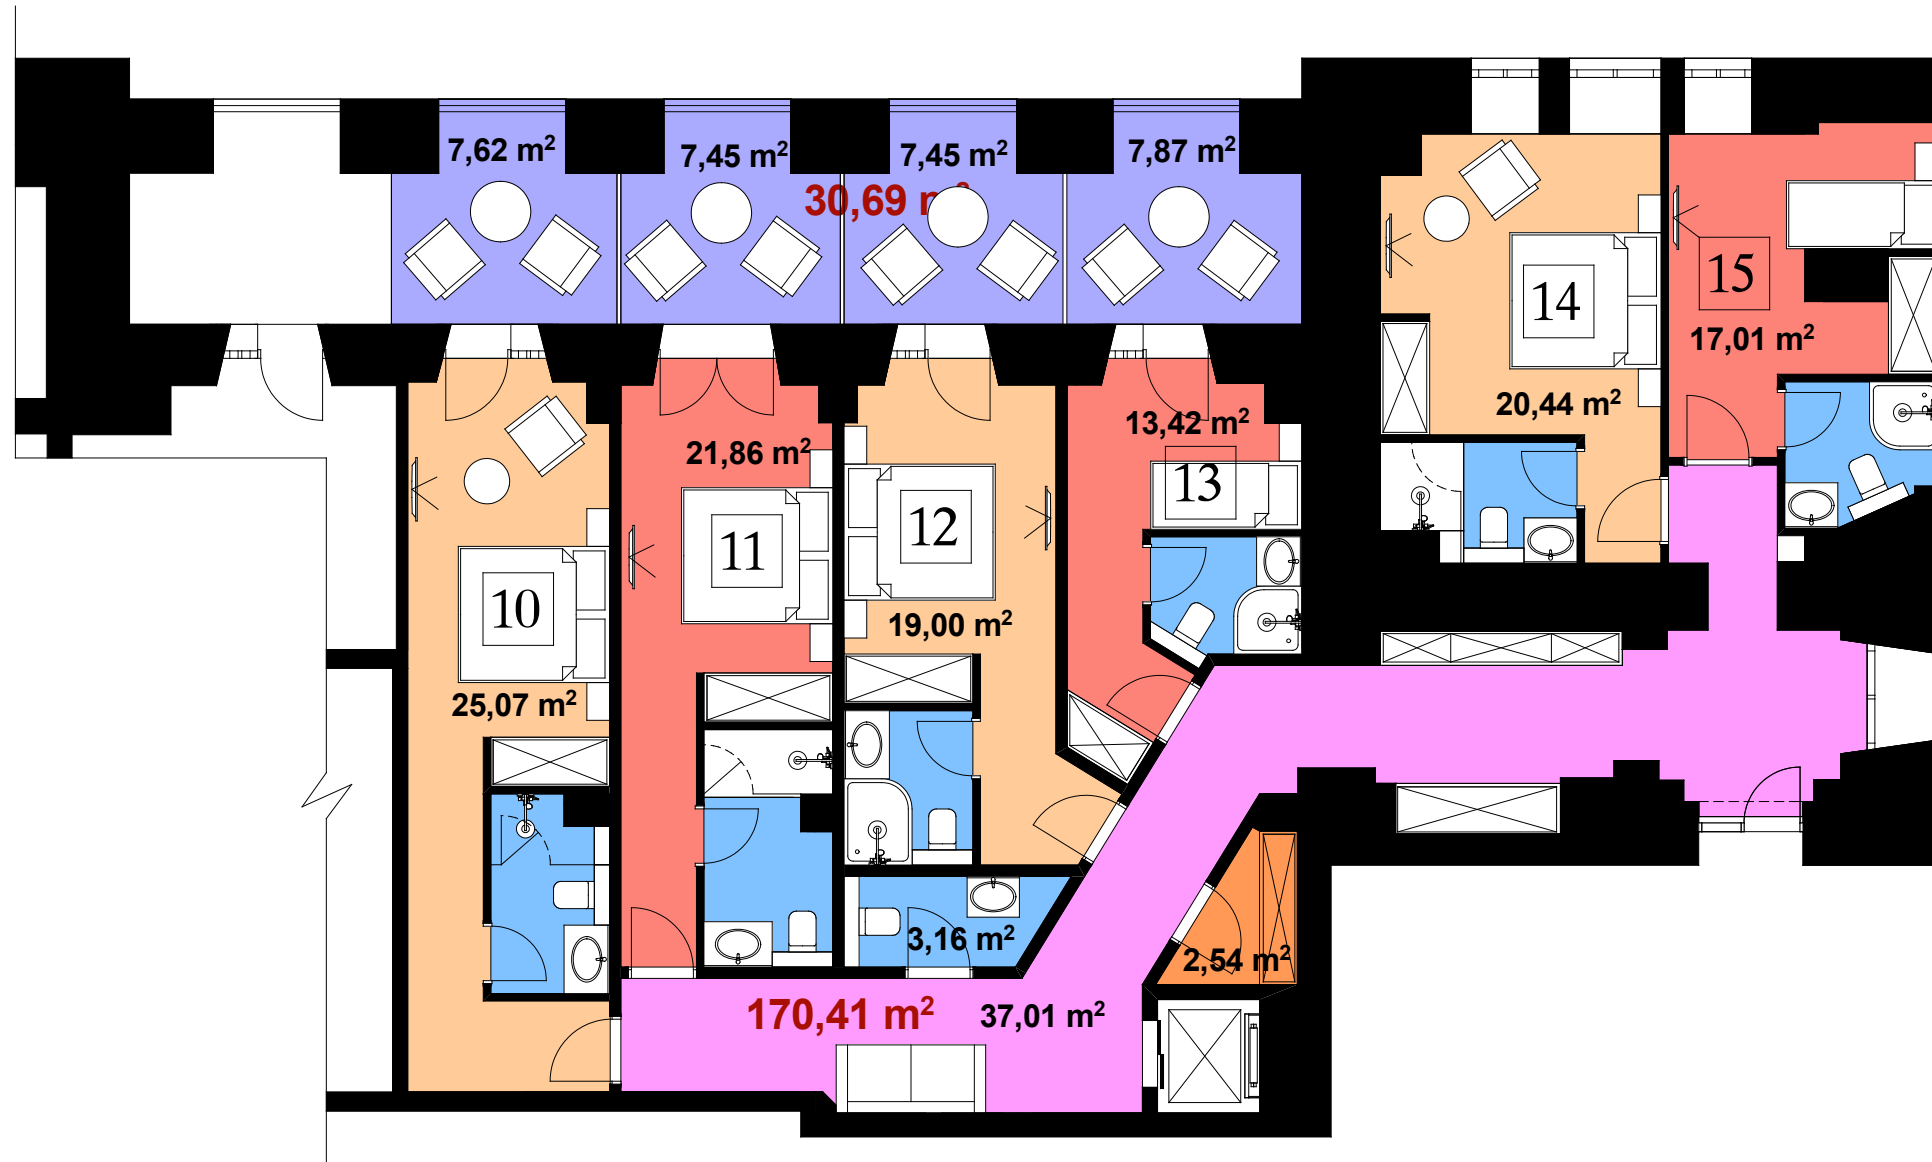 7,62 m²
7,45 m²
7,45 m²
7,87 m²
30,69 m²
14
15
17,01 m²
20,44 m²
13,42 m²
13
21,86 m²
12
11
10
19,00 m²
25,07 m²
3,16 m²
2,54 m²
170,41 m²
37,01 m²